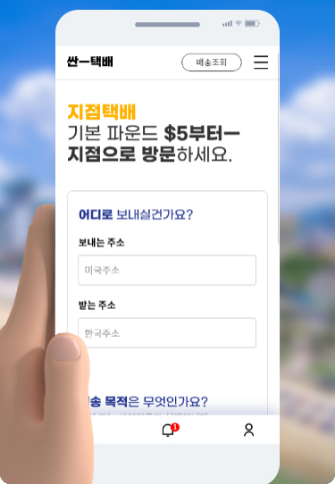 싼ㅡ택배
배송조회
지점택배
기본 파운드 $5부터ㅡ
지점으로 방문하세요.
어디로 보내실건가요?
보내는 주소
미국주소
받는 주소
한국주소
목적은 무엇인가요?
1